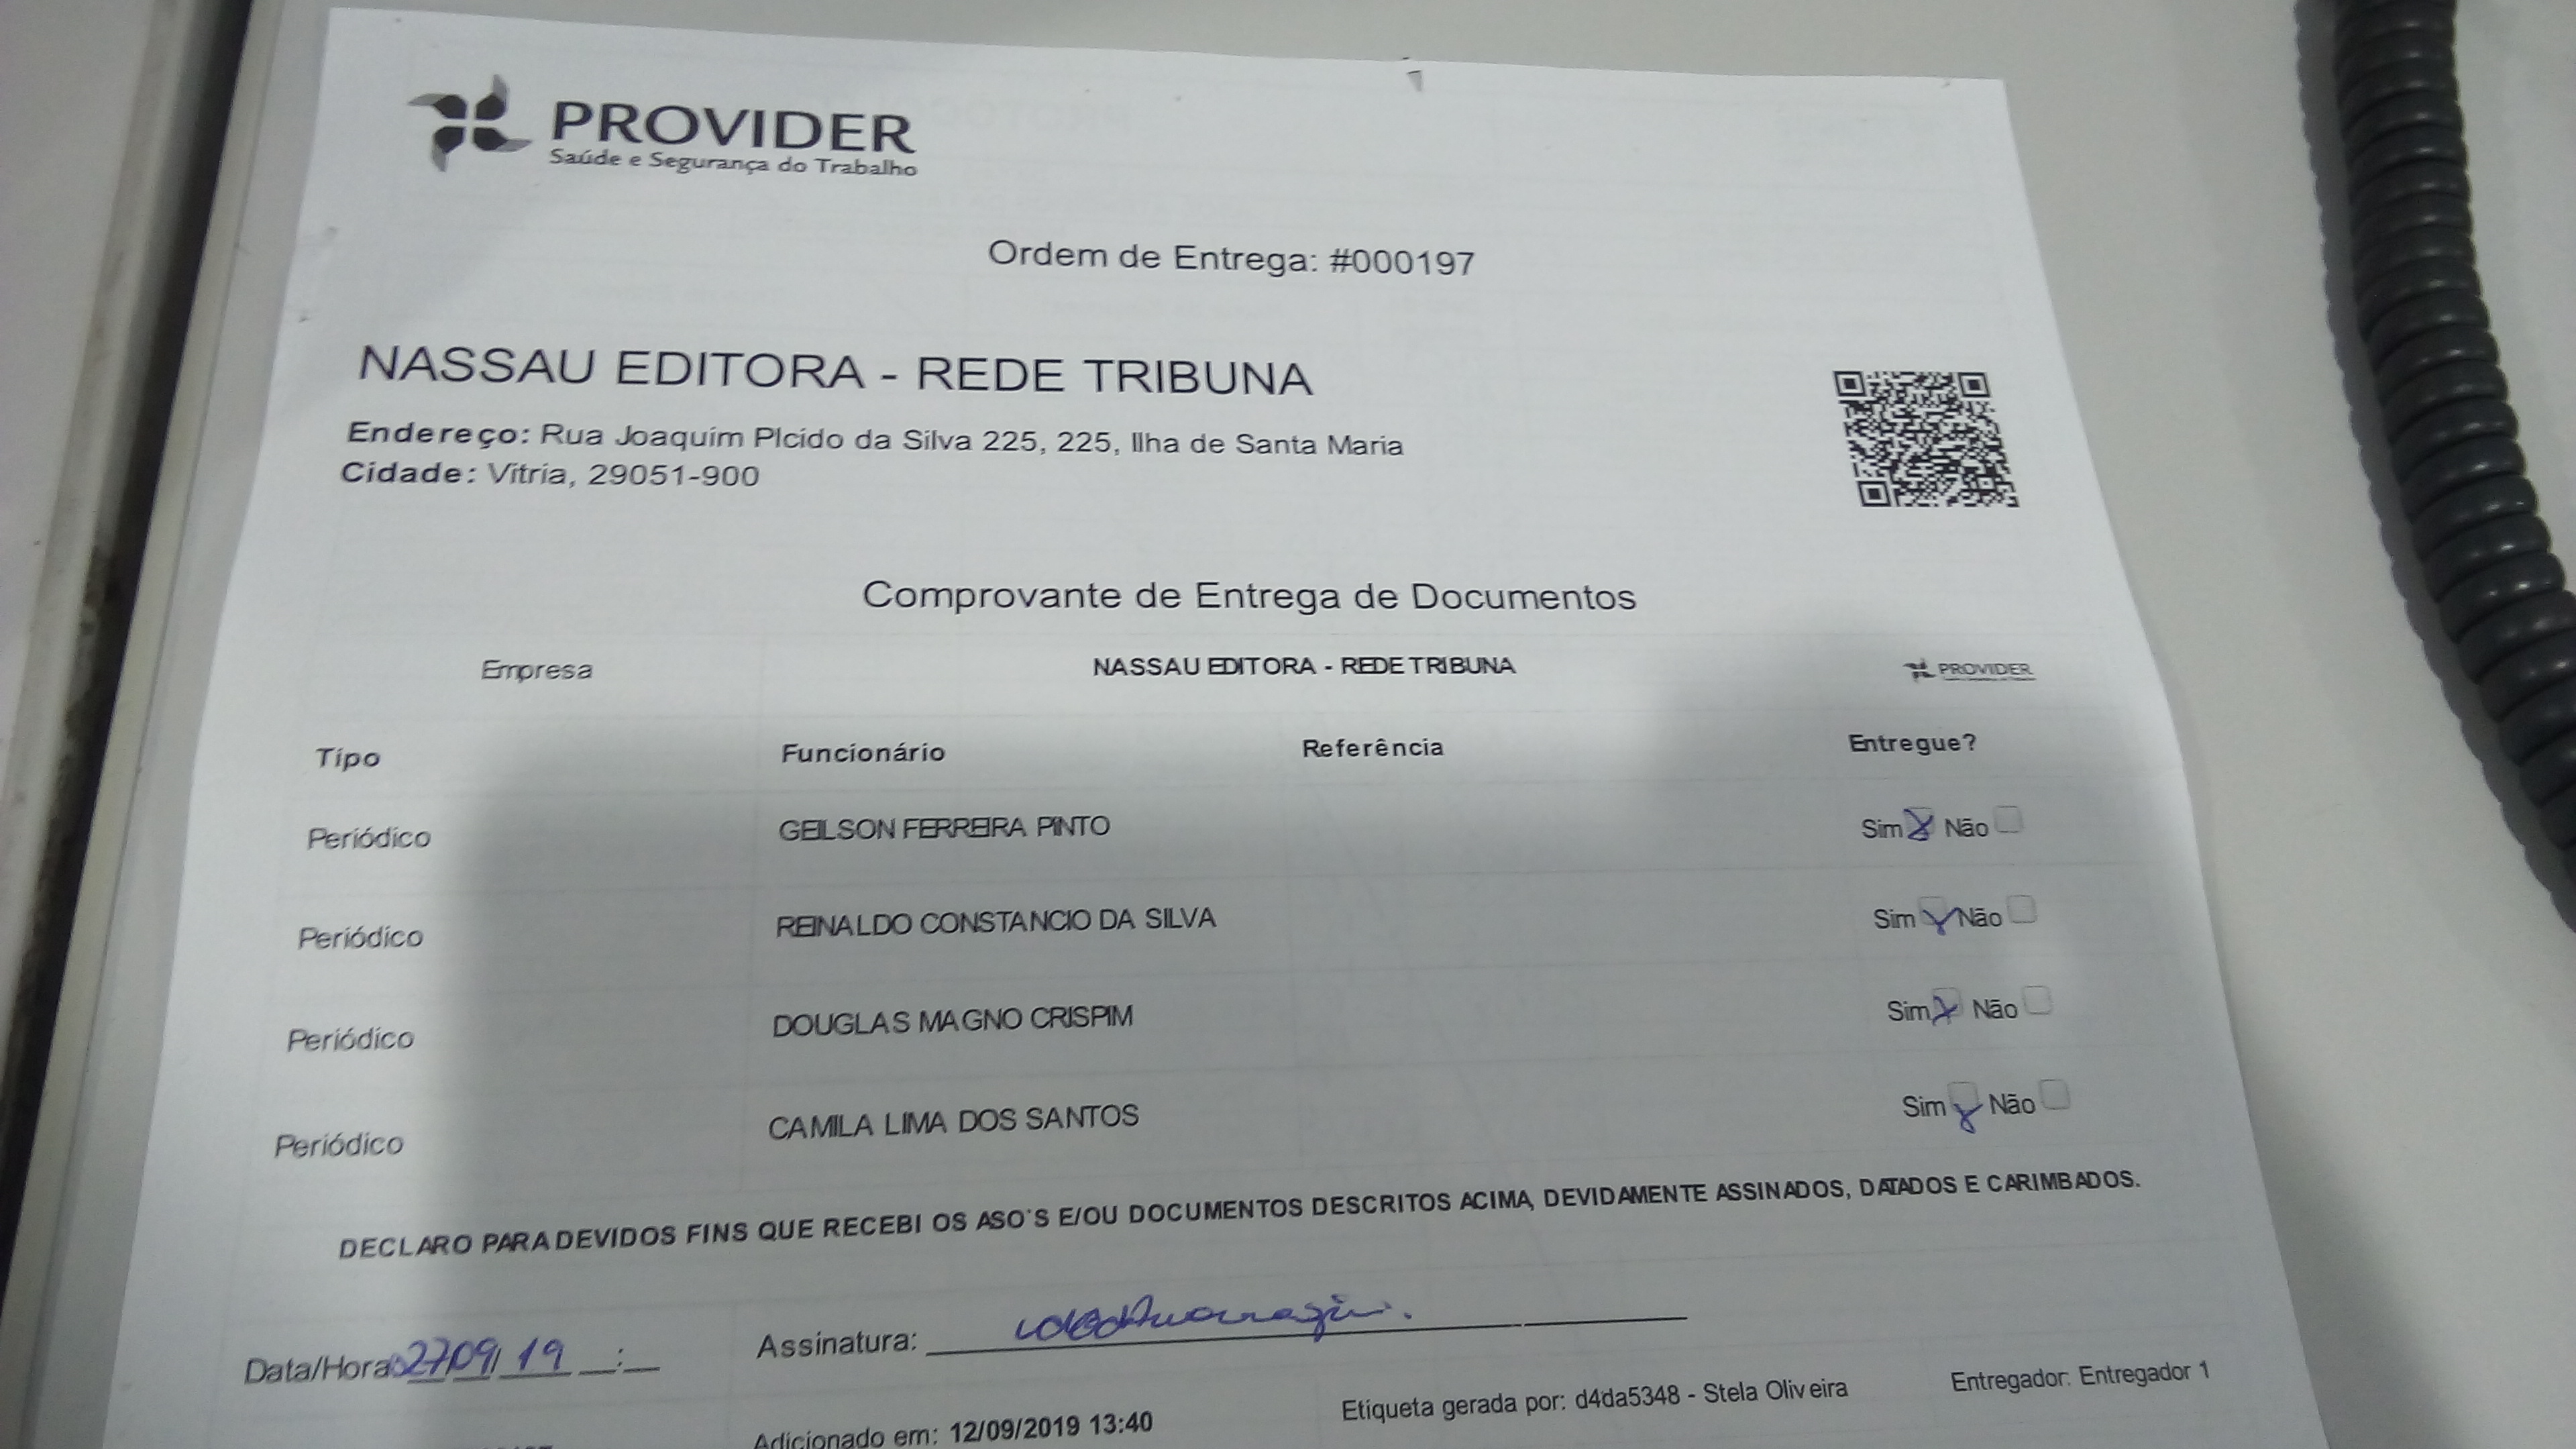 PROVIDER
Saúde e Segurança do Trabalho
Ordem de Entrega: #000197
NASSAU EDITORA - REDE TRIBUNA
Endereço: Rua Joaquim Plcido da Silva 225, 225, Ilha de Santa Maria
Cidade: Vitria, 29051-900
Comprovante de Entrega de Documentos
Empresa NASSAU EDITORA - REDE TRIBUNA PROVIDER
Tipo Funcionário Referência Entregue?
Periódico GEILSON FERREIRA PINTO Sim Não
Periódico REINALDO CONSTANCIO DA SILVA Sim Não
Periódico DOUGLAS MAGNO CRISPIM Sim Não
Periódico CAMILA LIMA DOS SANTOS Sim Não
DECLARO PARA DEVIDOS FINS QUE RECEBI OS ASO'S E/OU DOCUMENTOS DESCRITOS ACIMA, DEVIDAMENTE ASSINADOS, DATADOS E CARIMBADOS.
Data/Hora 27/09/19 __:__ Assinatura:
Adicionado em: 12/09/2019 13:40 Etiqueta gerada por: d4da5348 - Stela Oliveira Entregador: Entregador 1